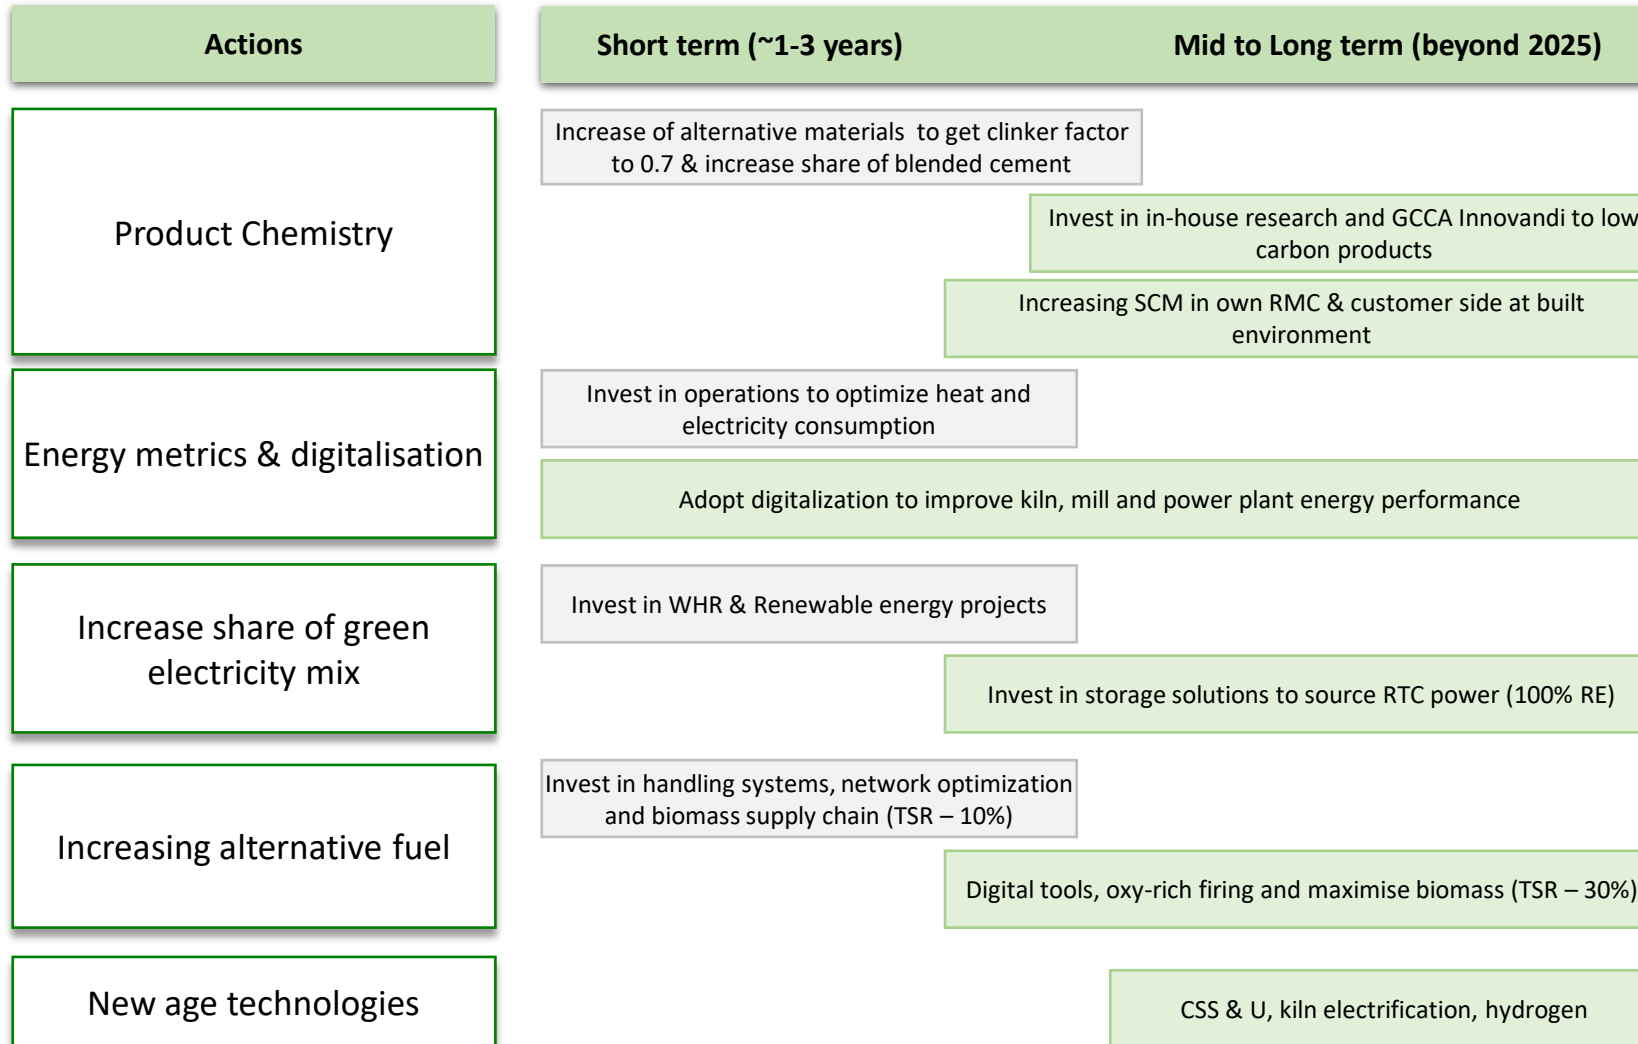 Actions
Short term (~1-3 years)
Mid to Long term (beyond 2025)
Product Chemistry
Increase of alternative materials to get clinker factor
to 0.7 & increase share of blended cement
Invest in in-house research and GCCA Innovandi to low
carbon products
Increasing SCM in own RMC & customer side at built
environment
Energy metrics & digitalisation
Invest in operations to optimize heat and
electricity consumption
Adopt digitalization to improve kiln, mill and power plant energy performance
Increase share of green
electricity mix
Invest in WHR & Renewable energy projects
Invest in storage solutions to source RTC power (100% RE)
Increasing alternative fuel
Invest in handling systems, network optimization
and biomass supply chain (TSR – 10%)
Digital tools, oxy-rich firing and maximise biomass (TSR – 30%)
New age technologies
CSS & U, kiln electrification, hydrogen